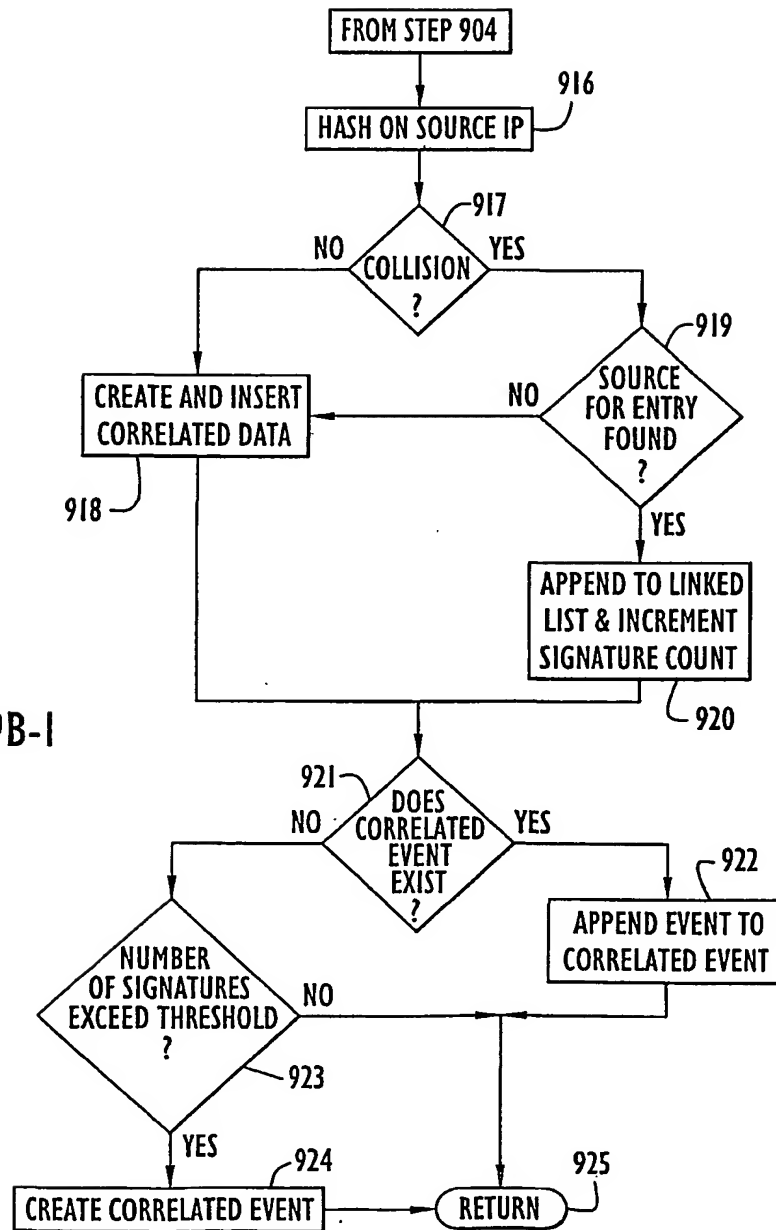 FROM STEP 904
916
HASH ON SOURCE IP
917
NO
YES
COLLISION
?
919
SOURCE
FOR ENTRY
FOUND
?
NO
CREATE AND INSERT
CORRELATED DATA
918
YES
APPEND TO LINKED
LIST & INCREMENT
SIGNATURE COUNT
920
9B-1
921
NO
DOES
CORRELATED
EVENT
EXIST
?
YES
922
APPEND EVENT TO
CORRELATED EVENT
NUMBER
OF SIGNATURES
EXCEED THRESHOLD
?
NO
923
YES
924
CREATE CORRELATED EVENT
RETURN
925